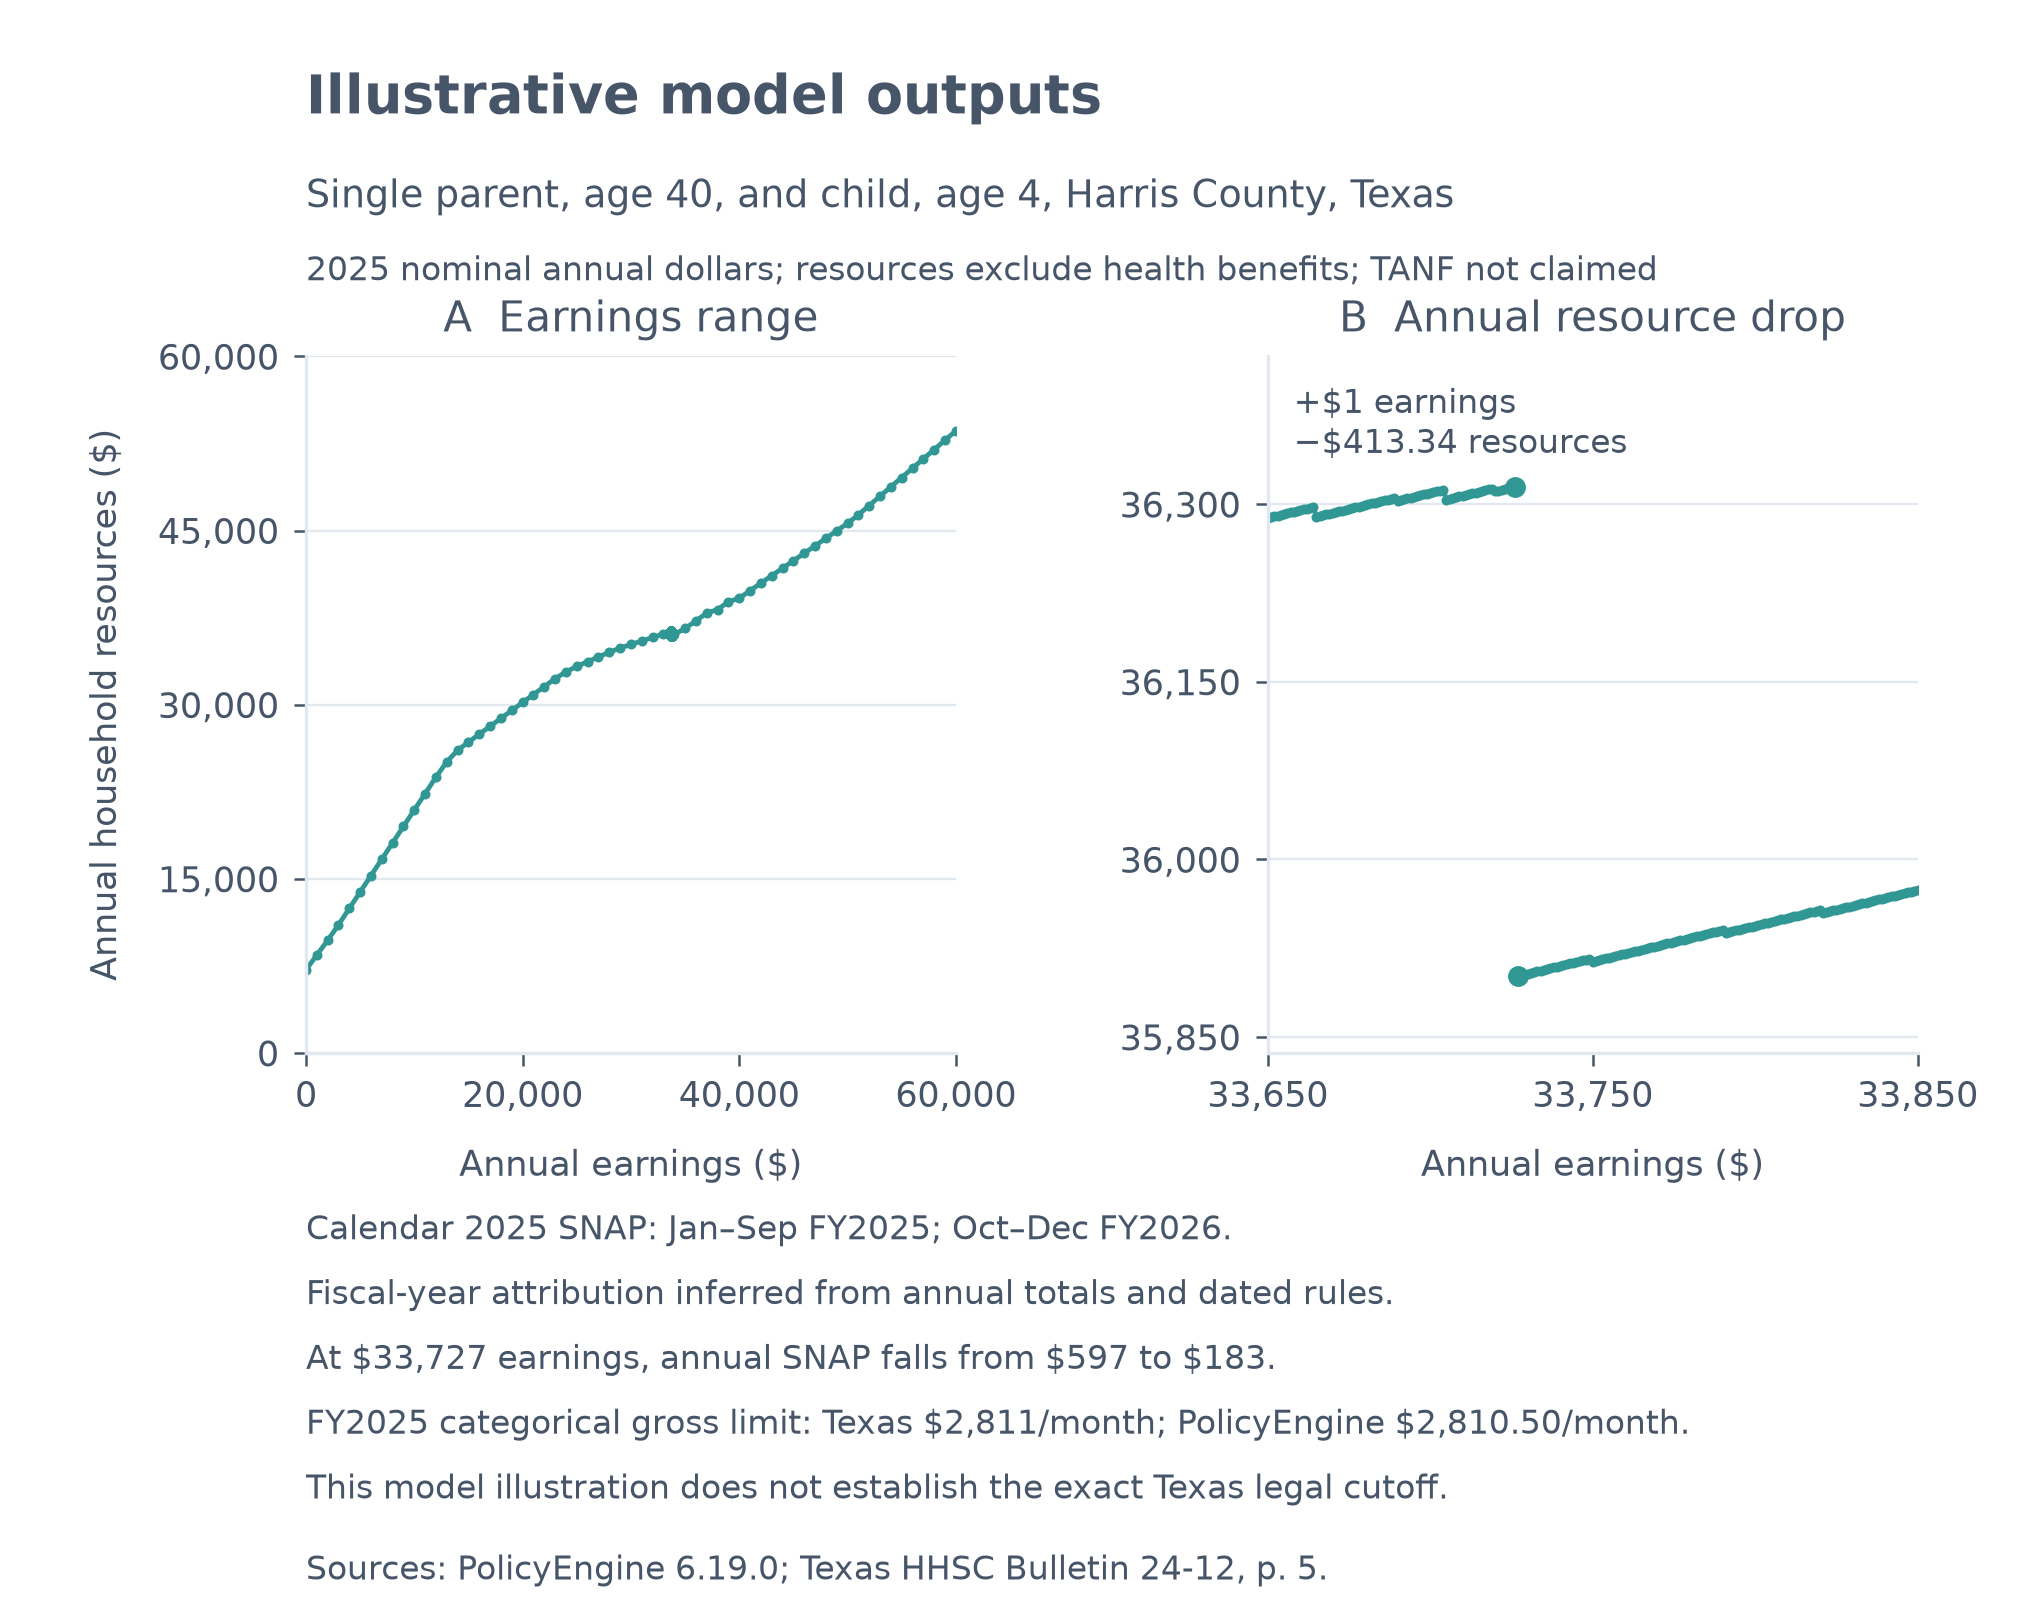 Illustrative model outputs
Single parent, age 40, and child, age 4, Harris County, Texas
2025 nominal annual dollars; resources exclude health benefits; TANF not claimed
A  Earnings range
Annual household resources ($)
60,000
45,000
30,000
15,000
0
0
20,000
40,000
60,000
Annual earnings ($)
B  Annual resource drop
+$1 earnings
−$413.34 resources
36,300
36,150
36,000
35,850
33,650
33,750
33,850
Annual earnings ($)
Calendar 2025 SNAP: Jan–Sep FY2025; Oct–Dec FY2026.
Fiscal-year attribution inferred from annual totals and dated rules.
At $33,727 earnings, annual SNAP falls from $597 to $183.
FY2025 categorical gross limit: Texas $2,811/month; PolicyEngine $2,810.50/month.
This model illustration does not establish the exact Texas legal cutoff.
Sources: PolicyEngine 6.19.0; Texas HHSC Bulletin 24-12, p. 5.